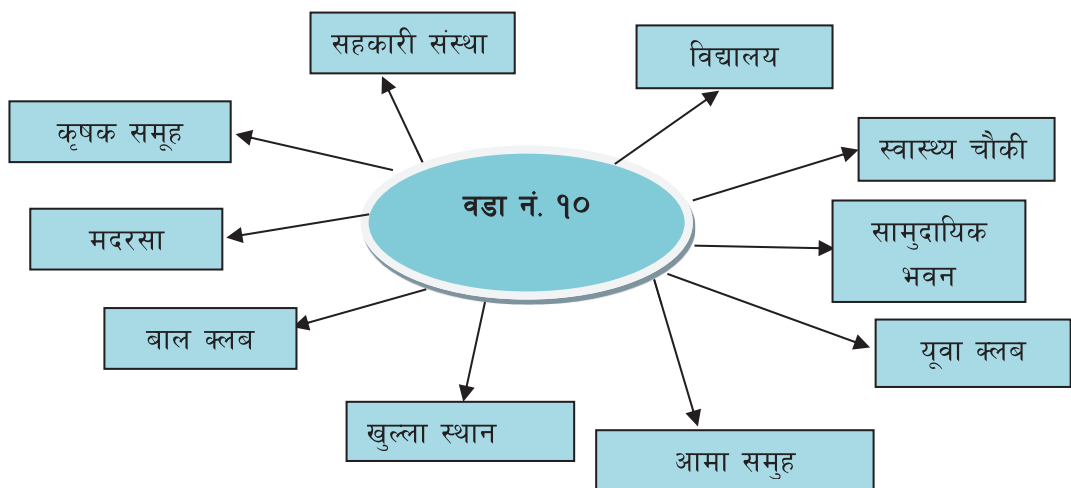 सहकारी संस्था
विद्यालय
कृषक समूह
स्वास्थ्य चौकी
वडा नं. १०
मदरसा
सामुदायिक
भवन
बाल क्लब
यूवा क्लब
खुल्ला स्थान
आमा समुह